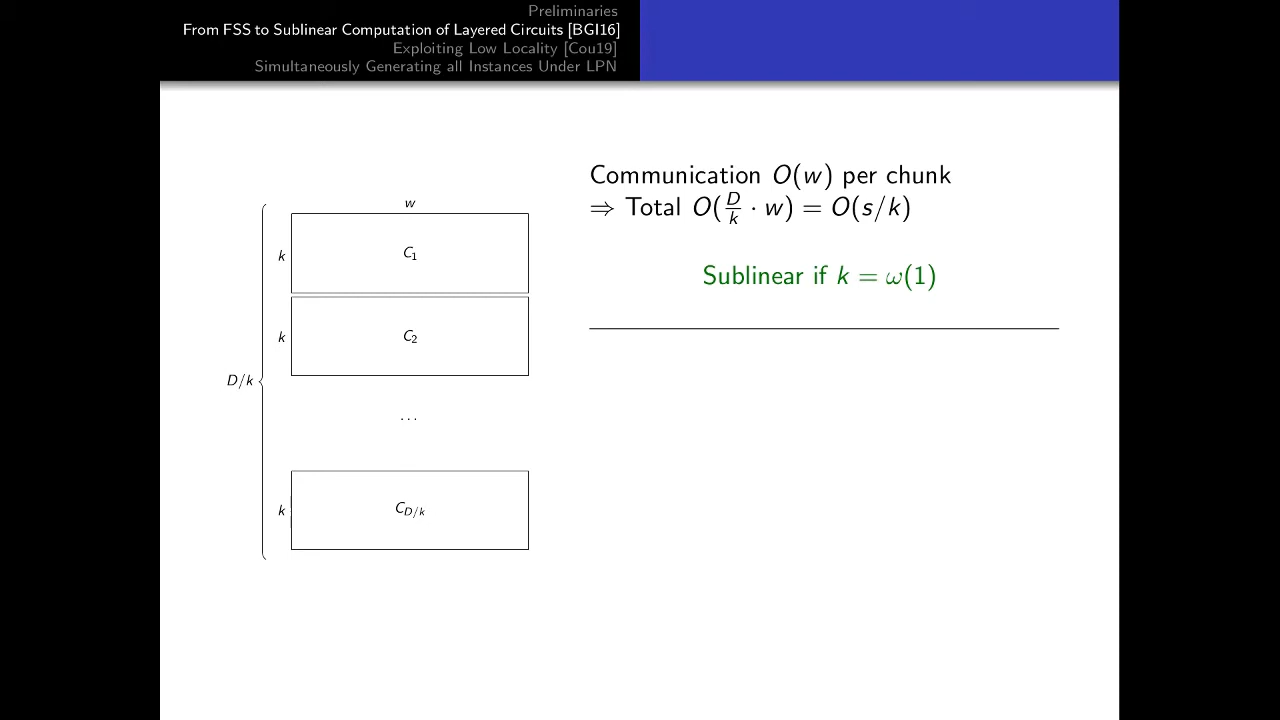 Preliminaries
From FSS to Sublinear Computation of Layered Circuits [BGI16]
Exploiting Low Locality [Cou19]
Simultaneously Generating all Instances Under LPN
Communication O(w) per chunk
⇒ Total O(D/k · w) = O(s/k)
Sublinear if k = ω(1)
w
k
C₁
k
C₂
D/k
...
k
C_{D/k}